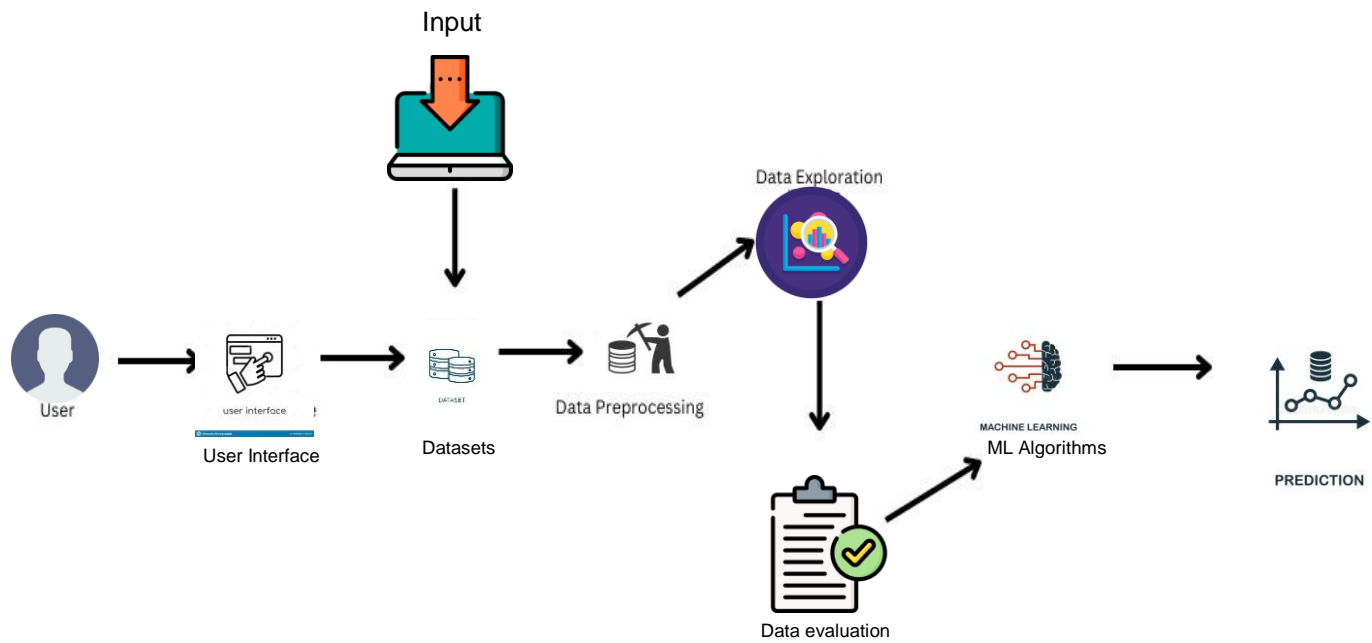 Input
Data Exploration
User
user interface
User Interface
DATASET
Datasets
Data Preprocessing
MACHINE LEARNING
ML Algorithms
PREDICTION
Data evaluation